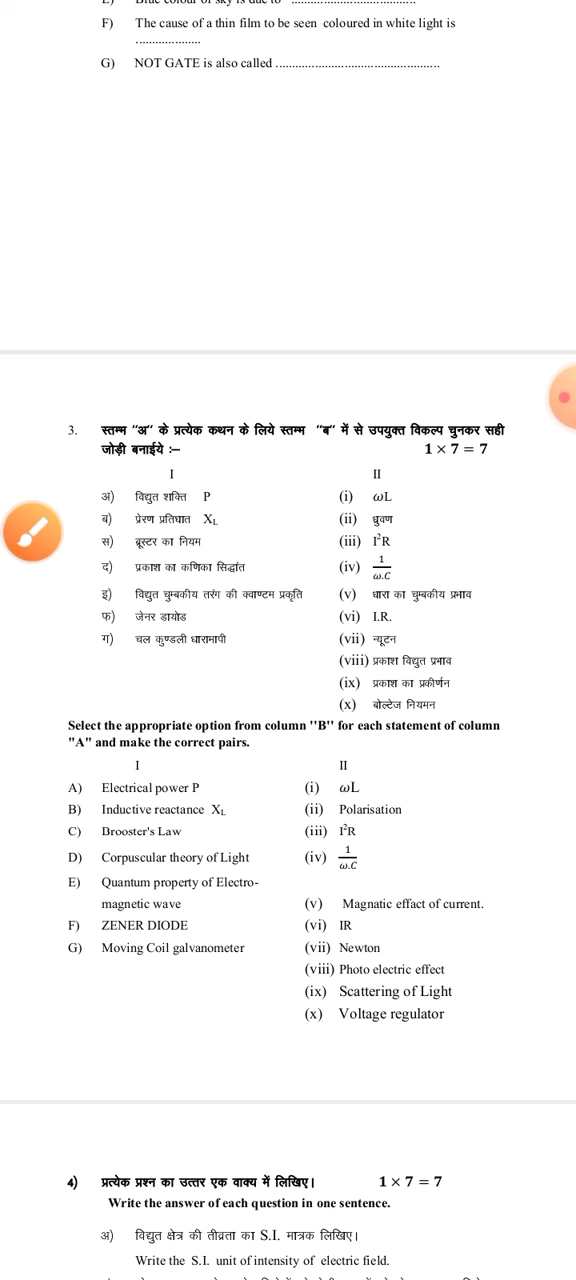 F) The cause of a thin film to be seen coloured in white light is
....................
G) NOT GATE is also called ..................................................
3. स्तम्भ "अ" के प्रत्येक कथन के लिये स्तम्भ "ब" में से उपयुक्त विकल्प चुनकर सही
जोड़ी बनाईये :– 1 × 7 = 7
I II
अ) विद्युत शक्ति P (i) ωL
ब) प्रेरण प्रतिघात X_L (ii) ध्रुवण
स) ब्रूस्टर का नियम (iii) I²R
द) प्रकाश का कणिका सिद्धांत (iv) 1/ω.C
इ) विद्युत चुम्बकीय तरंग की क्वाण्टम प्रकृति (v) धारा का चुम्बकीय प्रभाव
फ) जेनर डायोड (vi) I.R.
ग) चल कुण्डली धारामापी (vii) न्यूटन
(viii) प्रकाश विद्युत प्रभाव
(ix) प्रकाश का प्रकीर्णन
(x) बोल्टेज नियमन
Select the appropriate option from column ''B'' for each statement of column
"A" and make the correct pairs.
I II
A) Electrical power P (i) ωL
B) Inductive reactance X_L (ii) Polarisation
C) Brooster's Law (iii) I²R
D) Corpuscular theory of Light (iv) 1/ω.C
E) Quantum property of Electro-
magnetic wave (v) Magnatic effact of current.
F) ZENER DIODE (vi) IR
G) Moving Coil galvanometer (vii) Newton
(viii) Photo electric effect
(ix) Scattering of Light
(x) Voltage regulator
4) प्रत्येक प्रश्न का उत्तर एक वाक्य में लिखिए। 1 × 7 = 7
Write the answer of each question in one sentence.
अ) विद्युत क्षेत्र की तीव्रता का S.I. मात्रक लिखिए।
Write the S.I. unit of intensity of electric field.